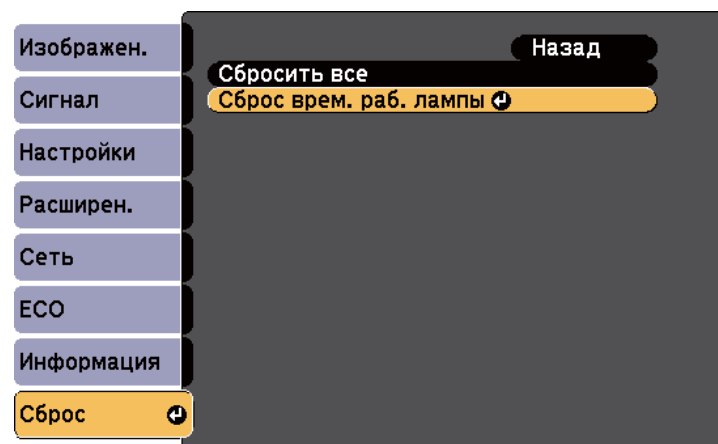 Изображен.
Сигнал
Настройки
Расширен.
Сеть
ECO
Информация
Сброс
Назад
Сбросить все
Сброс врем. раб. лампы